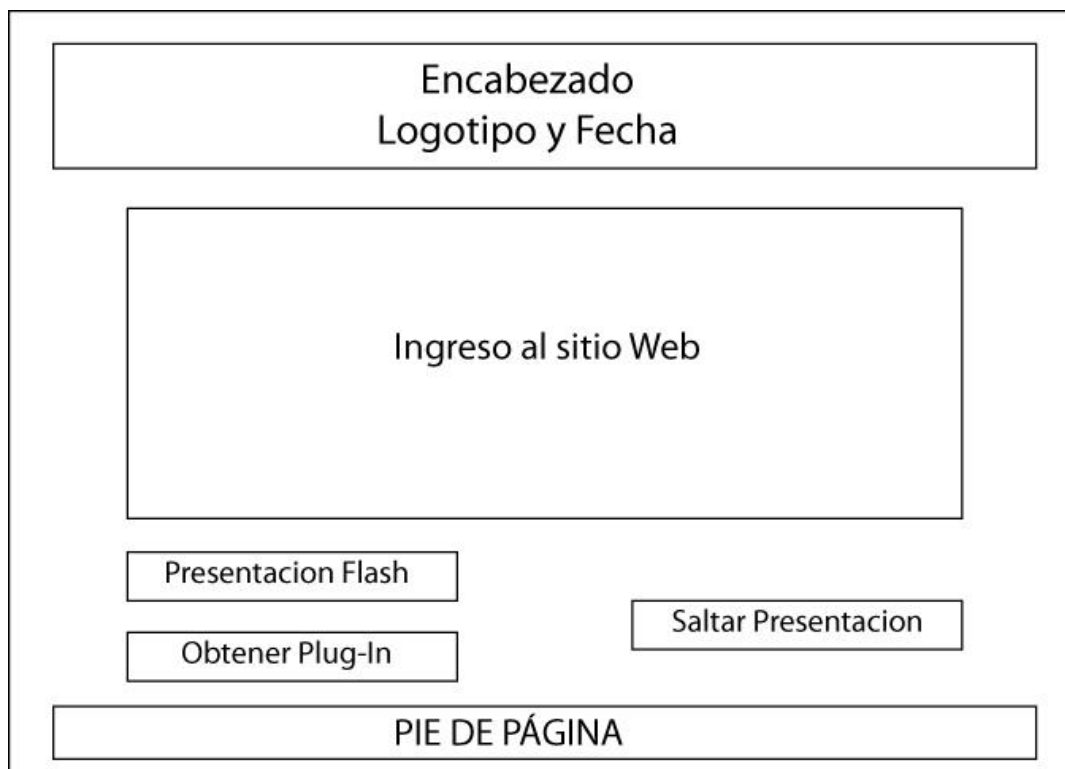 Encabezado
Logotipo y Fecha
Ingreso al sitio Web
Presentacion Flash
Saltar Presentacion
Obtener Plug-In
PIE DE PÁGINA